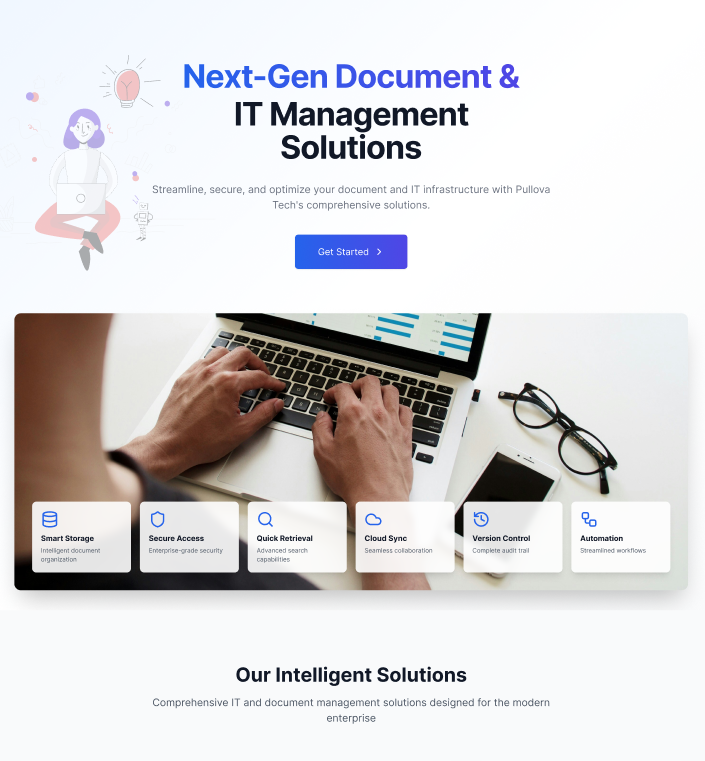 Next-Gen Document &
IT Management
Solutions
Streamline, secure, and optimize your document and IT infrastructure with Pullova
Tech's comprehensive solutions.
Get Started
Smart Storage
Intelligent document
organization
Secure Access
Enterprise-grade security
Quick Retrieval
Advanced search
capabilities
Cloud Sync
Seamless collaboration
Version Control
Complete audit trail
Automation
Streamlined workflows
Our Intelligent Solutions
Comprehensive IT and document management solutions designed for the modern
enterprise